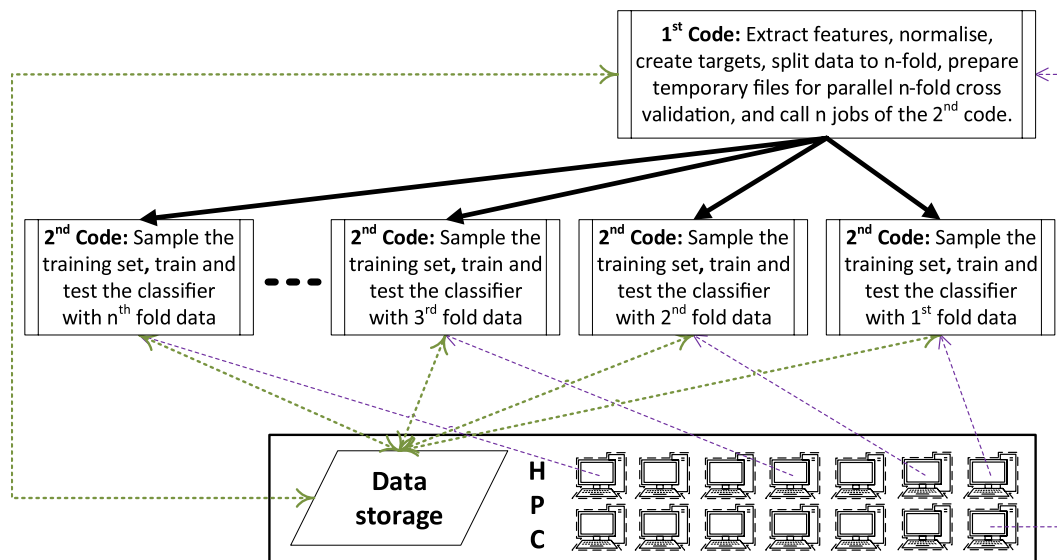 1st Code: Extract features, normalise,
create targets, split data to n-fold, prepare
temporary files for parallel n-fold cross
validation, and call n jobs of the 2nd code.
2nd Code: Sample the
training set, train and
test the classifier
with nth fold data
2nd Code: Sample the
training set, train and
test the classifier
with 3rd fold data
2nd Code: Sample the
training set, train and
test the classifier
with 2nd fold data
2nd Code: Sample the
training set, train and
test the classifier
with 1st fold data
Data
storage
H
P
C